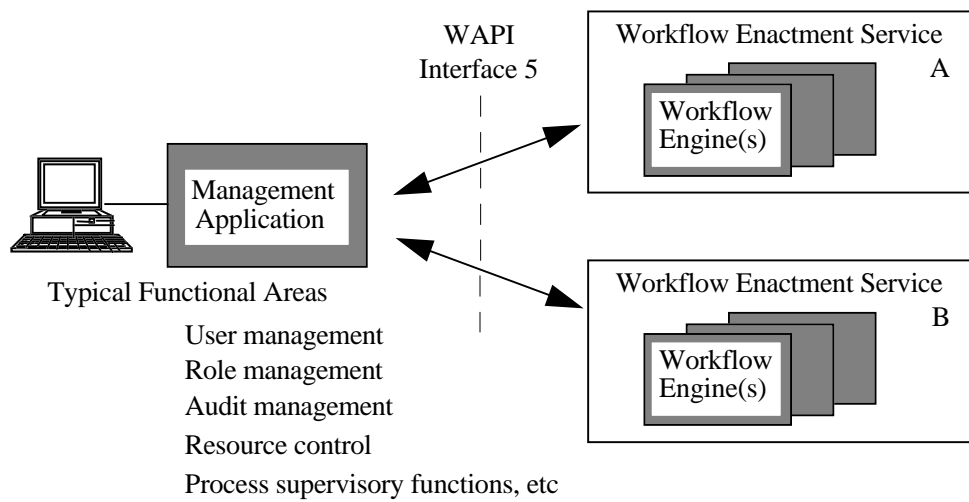 WAPI
Interface 5
Workflow Enactment Service
A
Workflow
Engine(s)
Management
Application
Workflow Enactment Service
B
Workflow
Engine(s)
Typical Functional Areas
User management
Role management
Audit management
Resource control
Process supervisory functions, etc